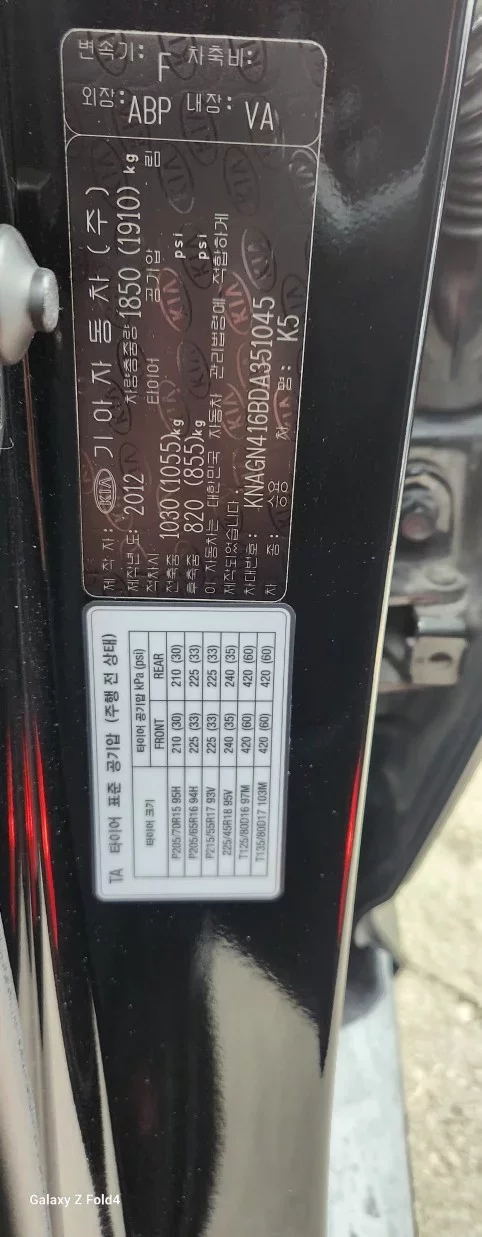 변속기: F 차축비:
외장: ABP 내장: VA
제 작 자: KIA 기 아 자 동 차 ( 주 )
제작년 도: 2012 차량총중량 1850 (1910) kg
적차시 타이어 공기압 림
전축중 1030 (1055)kg psi
후축중 820 (855)kg psi
이 자동차는 대한민국 자동차 관리법령에 적합하게
제작되었습니다.
차대번호: KNAGN416BDA351045
차 종: 승용 차 명: K5
TA 타이어 표준 공기압 (주행 전 상태)
타이어 크기 타이어 공기압 kPa (psi)
FRONT REAR
P205/70R15 95H 210 (30) 210 (30)
P205/65R16 94H 225 (33) 225 (33)
P215/55R17 93V 225 (33) 225 (33)
225/45R18 95V 240 (35) 240 (35)
T125/80D16 97M 420 (60) 420 (60)
T135/80D17 103M 420 (60) 420 (60)
Galaxy Z Fold4